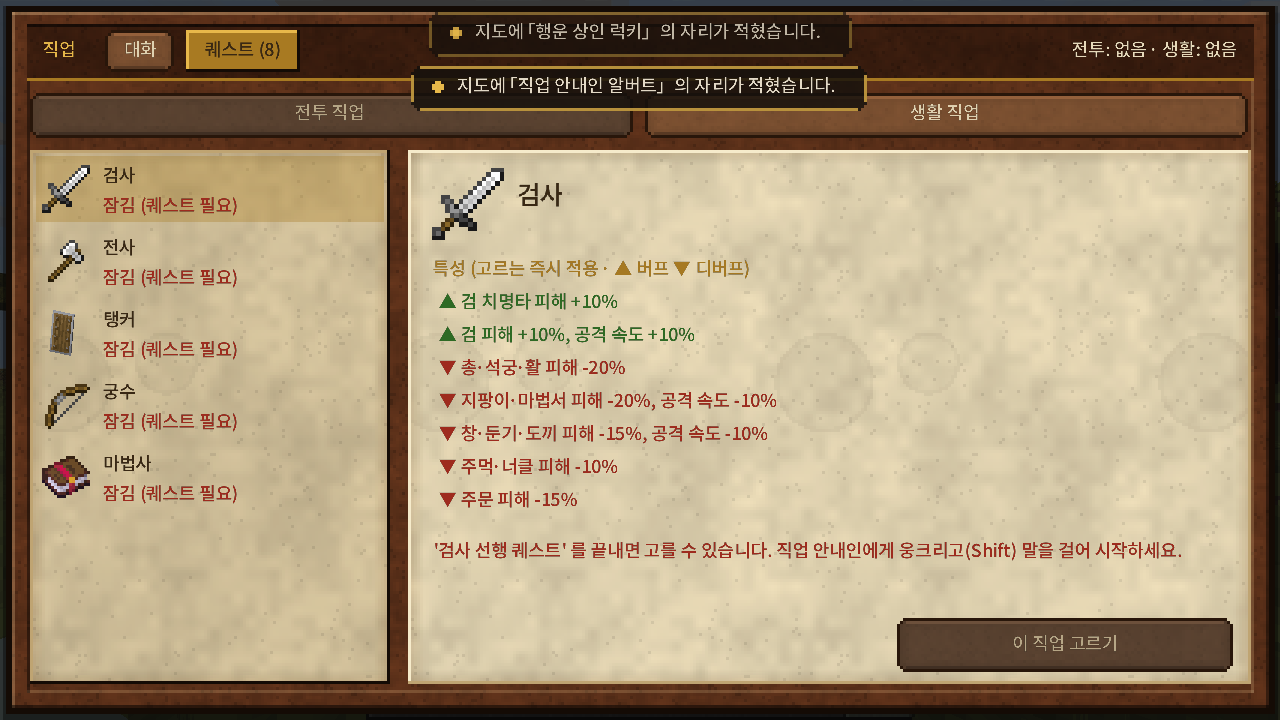 지도에 「행운 상인 럭키」 의 자리가 적혔습니다.
직업
대화
퀘스트 (8)
전투: 없음 · 생활: 없음
지도에 「직업 안내인 알버트」 의 자리가 적혔습니다.
전투 직업
생활 직업
검사
잠김 (퀘스트 필요)
전사
잠김 (퀘스트 필요)
탱커
잠김 (퀘스트 필요)
궁수
잠김 (퀘스트 필요)
마법사
잠김 (퀘스트 필요)
검사
특성 (고르는 즉시 적용 · ▲ 버프 ▼ 디버프)
▲ 검 치명타 피해 +10%
▲ 검 피해 +10%, 공격 속도 +10%
▼ 총·석궁·활 피해 -20%
▼ 지팡이·마법서 피해 -20%, 공격 속도 -10%
▼ 창·둔기·도끼 피해 -15%, 공격 속도 -10%
▼ 주먹·너클 피해 -10%
▼ 주문 피해 -15%
'검사 선행 퀘스트' 를 끝내면 고를 수 있습니다. 직업 안내인에게 웅크리고(Shift) 말을 걸어 시작하세요.
이 직업 고르기